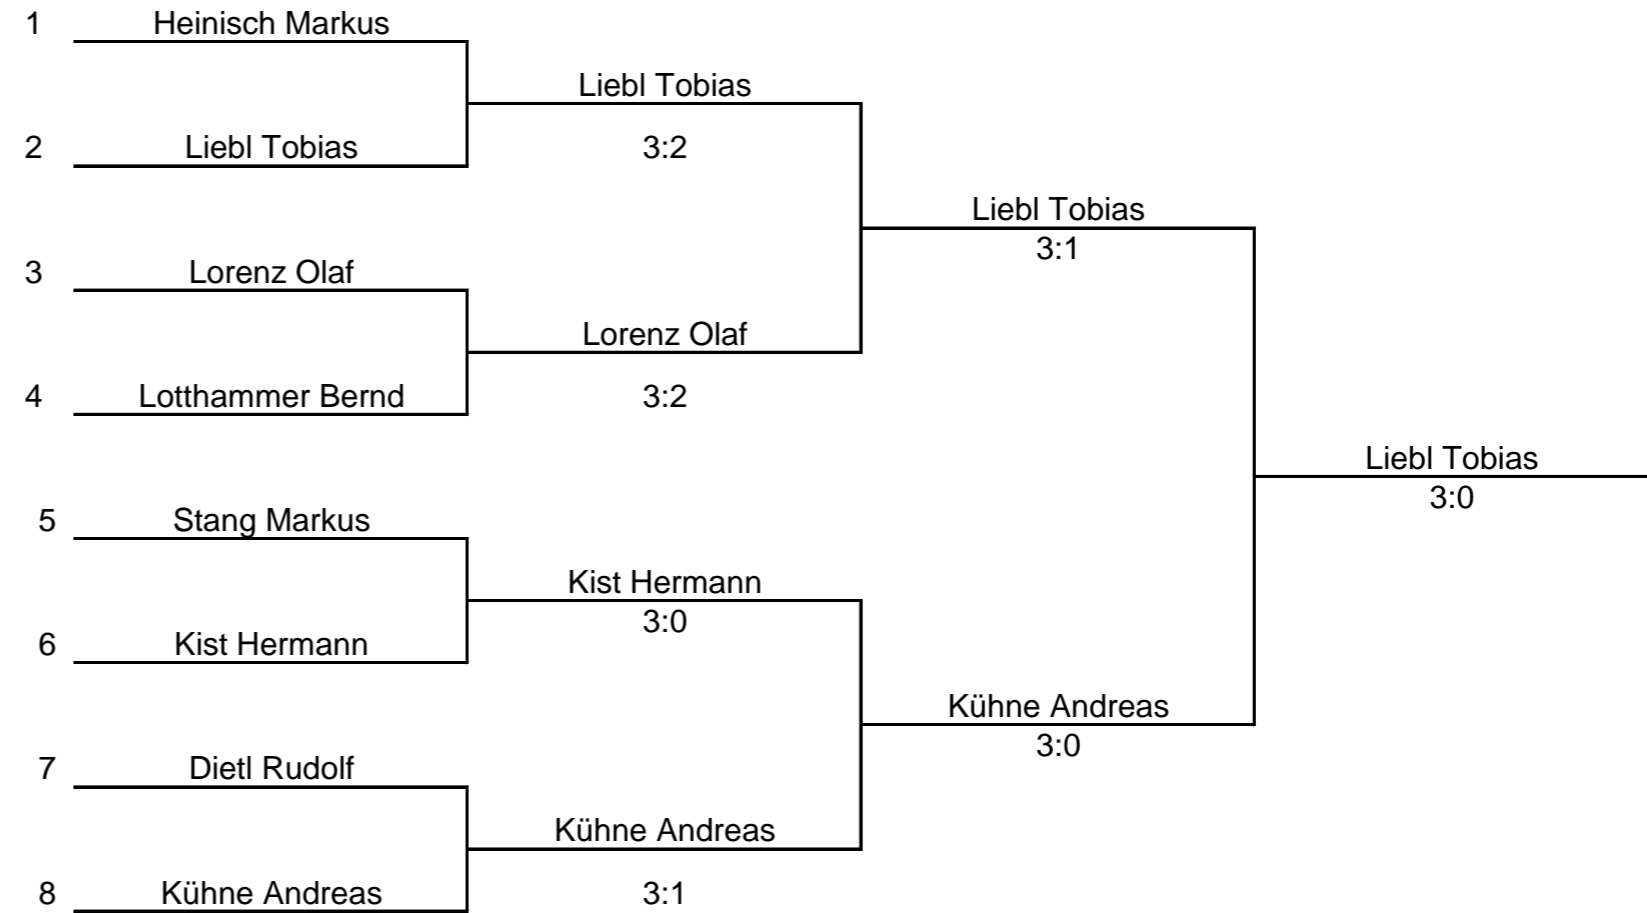 1 Heinisch Markus
Liebl Tobias
2 Liebl Tobias 3:2
Liebl Tobias
3:1
3 Lorenz Olaf
Lorenz Olaf
4 Lotthammer Bernd 3:2
Liebl Tobias
3:0
5 Stang Markus
Kist Hermann
3:0
6 Kist Hermann
Kühne Andreas
3:0
7 Dietl Rudolf
Kühne Andreas
8 Kühne Andreas 3:1